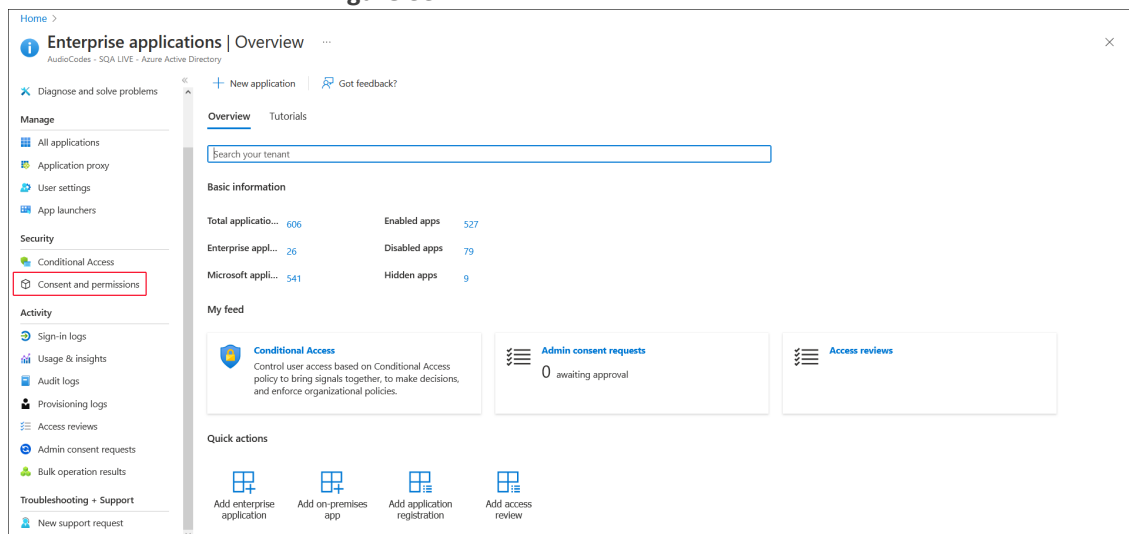 Home >
Enterprise applications | Overview ...
AudioCodes - SQA LIVE - Azure Active Directory
Diagnose and solve problems
Manage
All applications
Application proxy
User settings
App launchers
Security
Conditional Access
Consent and permissions
Activity
Sign-in logs
Usage & insights
Audit logs
Provisioning logs
Access reviews
Admin consent requests
Bulk operation results
Troubleshooting + Support
New support request
+ New application
Got feedback?
Overview Tutorials
Search your tenant
Basic information
Total applicatio... 606 Enabled apps 527
Enterprise appl... 26 Disabled apps 79
Microsoft appli... 541 Hidden apps 9
My feed
Conditional Access
Control user access based on Conditional Access
policy to bring signals together, to make decisions,
and enforce organizational policies.
Admin consent requests
0 awaiting approval
Access reviews
Quick actions
Add enterprise
application
Add on-premises
app
Add application
registration
Add access
review